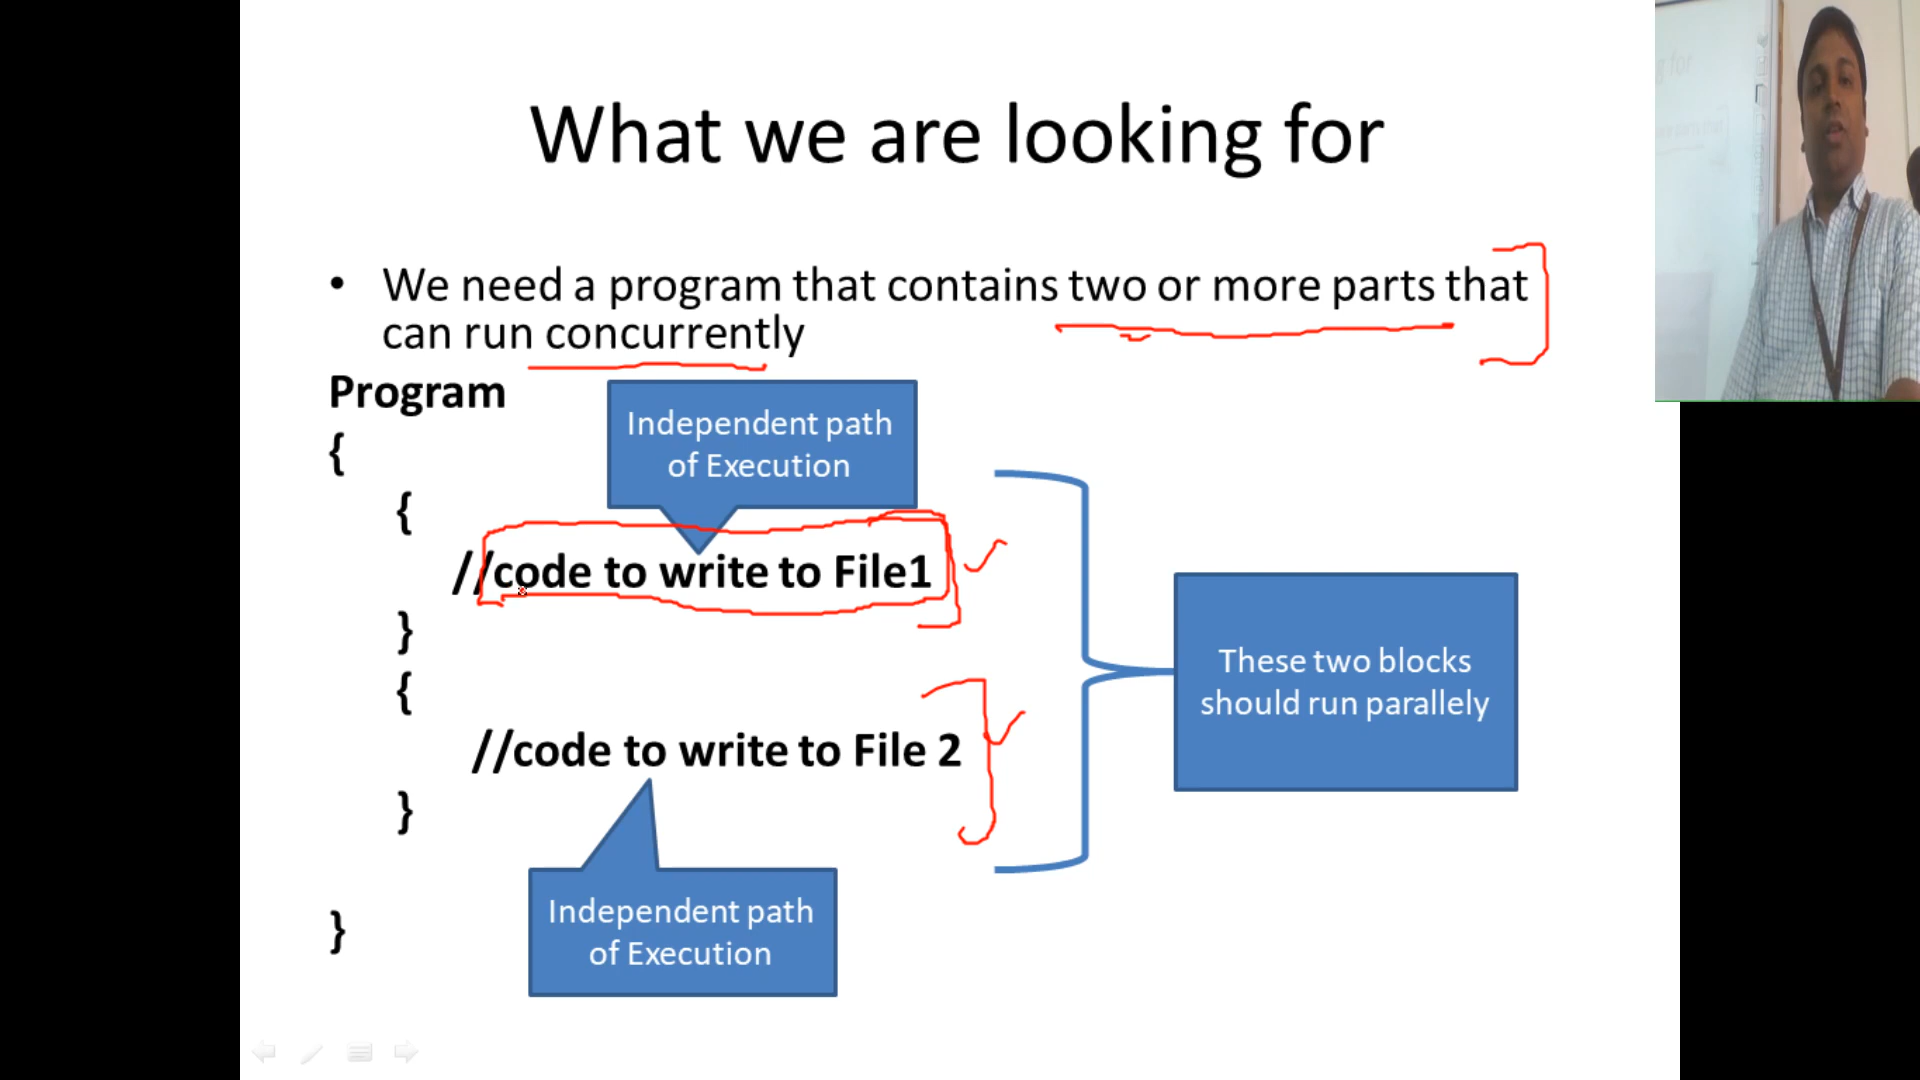 What we are looking for
• We need a program that contains two or more parts that
can run concurrently
Program
{
Independent path
of Execution
{
//code to write to File1
}
{
//code to write to File 2
}
These two blocks
should run parallely
Independent path
of Execution
}